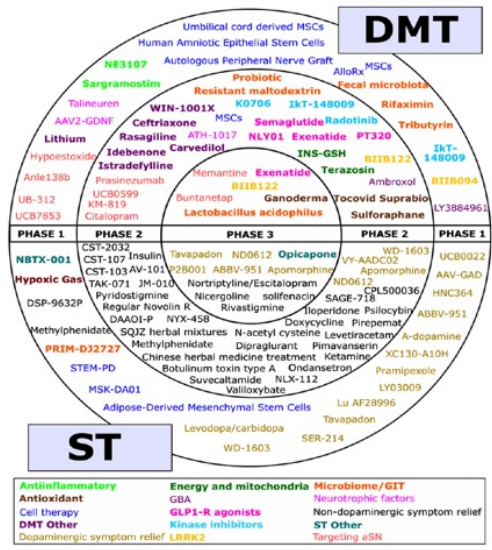 DMT
Umbilical cord derived MSCs
Human Amniotic Epithelial Stem Cells
Autologous Peripheral Nerve Graft
NE3107
AlloRx MSCs
Sargramostim
Probiotic
Fecal microbiota
Resistant maltodextrin
Talineuren
WIN-1001X
K0706
IkT-148009
Rifaximin
AAV2-GDNF
Ceftriaxone
MSCs
Semaglutide
Radotinib
Tributyrin
Lithium
Rasagiline
ATH-1017
NLY01
Exenatide
PT320
Idebenone
Carvedilol
INS-GSH
IkT-148009
Hypoestoxide
Istradefylline
Terazosin
BIIB122
Anle138b
Prasinezumab
Memantine
Exenatide
BIIB094
UCB0599
BIIB122
Ambroxol
UB-312
KM-819
Buntanetap
Ganoderma
Tocovid Suprabio
LY3884961
UCB7853
Citalopram
Lactobacillus acidophilus
Sulforaphane
PHASE 1
PHASE 2
PHASE 3
PHASE 2
PHASE 1
NBTX-001
CST-2032
Tavapadon
ND0612
Opicapone
WD-1603
UCB0022
CST-107
Insulin
VY-AADC02
Hypoxic Gas
CST-103
AV-101
P2B001
ABBV-951
Apomorphine
Apomorphine
AAV-GAD
TAK-071
JM-010
Nortriptyline/Escitalopram
ND0612
CPL500036
HNC364
DSP-9632P
Pyridostigmine
Nicergoline
solifenacin
SAGE-718
Regular Novolin R
Rivastigmine
Iloperidone
Psilocybin
ABBV-951
DAAOI-P
NYX-458
Doxycycline
Pirepemat
Methylphenidate
SQJZ herbal mixtures
N-acetyl cysteine
Levetiracetam
A-dopamine
PRIM-DJ2727
Methylphenidate
Dipraglurant
Pimavanserin
XC130-A10H
Chinese herbal medicine treatment
Ketamine
STEM-PD
Botulinum toxin type A
Ondansetron
Pramipexole
Suvecaltamide
NLX-112
MSK-DA01
Valiloxybate
LY03009
Adipose-Derived Mesenchymal Stem Cells
Lu AF28996
Levodopa/carbidopa
Tavapadon
ST
WD-1603
SER-214
Antiinflammatory
Energy and mitochondria
Microbiome/GIT
Antioxidant
GBA
Neurotrophic factors
Cell therapy
GLP1-R agonists
Non-dopaminergic symptom relief
DMT Other
Kinase inhibitors
ST Other
Dopaminergic symptom relief
LRRK2
Targeting aSN